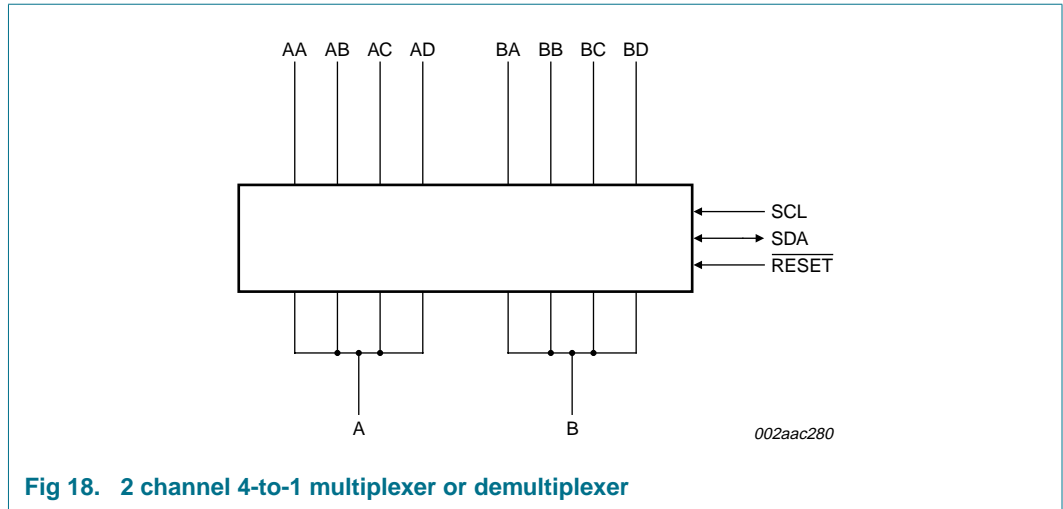 AA AB AC AD BA BB BC BD
SCL
SDA
RESET
A B
002aac280
Fig 18. 2 channel 4-to-1 multiplexer or demultiplexer